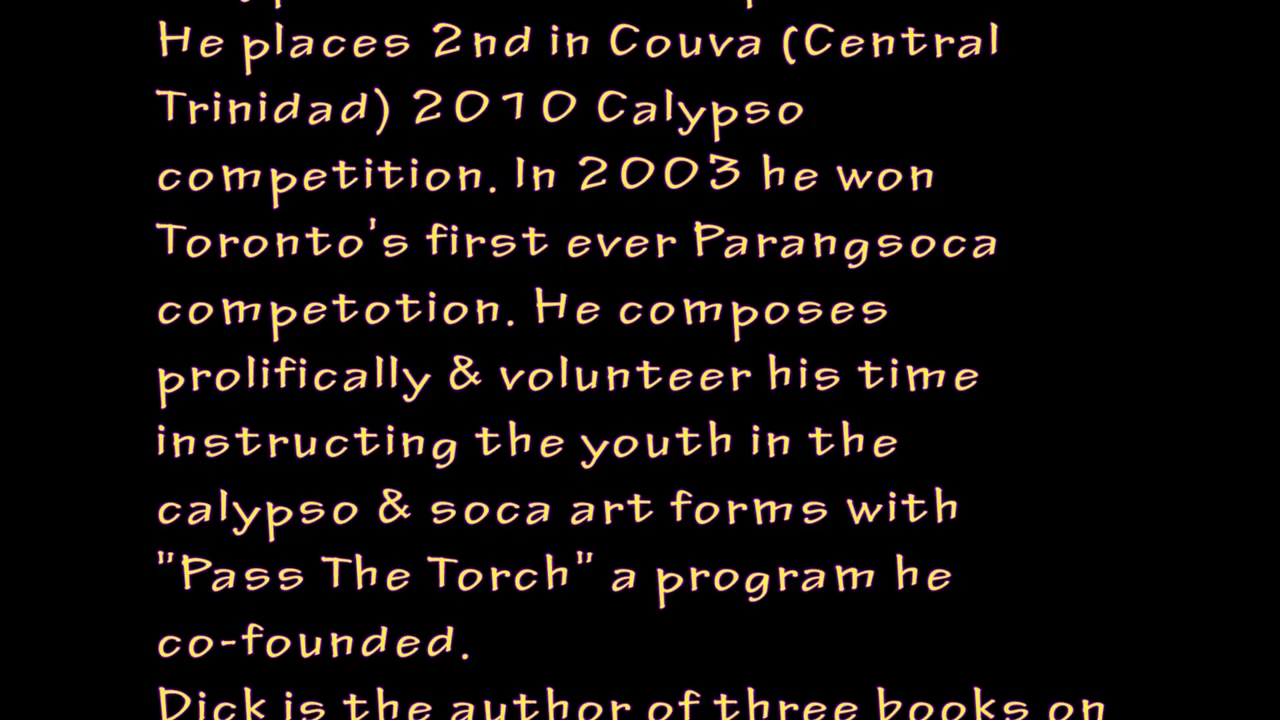 He places 2nd in Couva (Central
Trinidad) 2010 Calypso
competition. In 2003 he won
Toronto's first ever Parangsoca
competotion. He composes
prolifically & volunteer his time
instructing the youth in the
calypso & soca art forms with
"Pass The Torch" a program he
co-founded.
Dick is the author of three books on